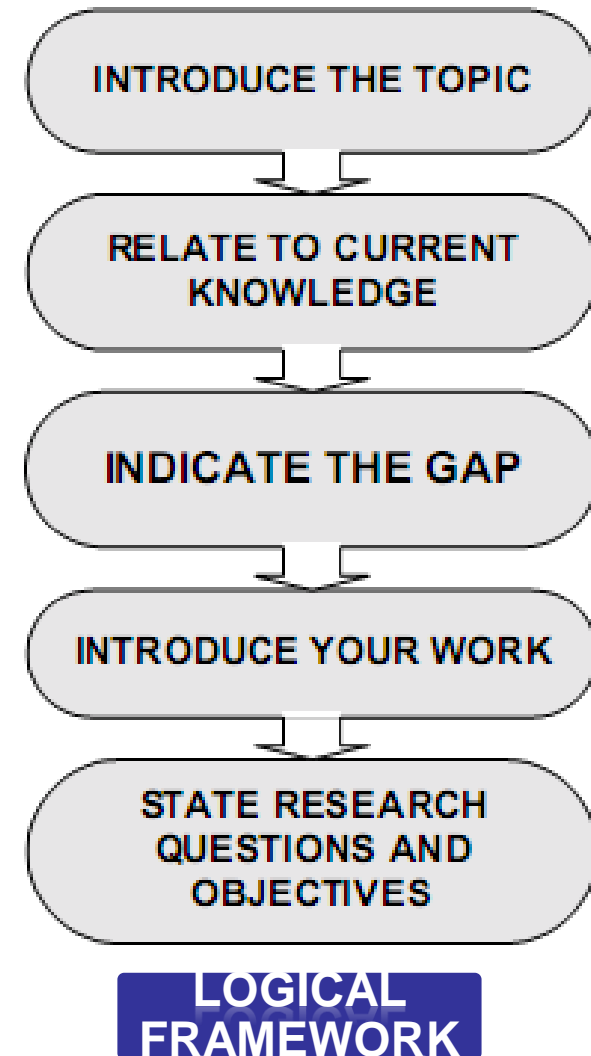 INTRODUCE THE TOPIC
RELATE TO CURRENT
KNOWLEDGE
INDICATE THE GAP
INTRODUCE YOUR WORK
STATE RESEARCH
QUESTIONS AND
OBJECTIVES
LOGICAL
FRAMEWORK